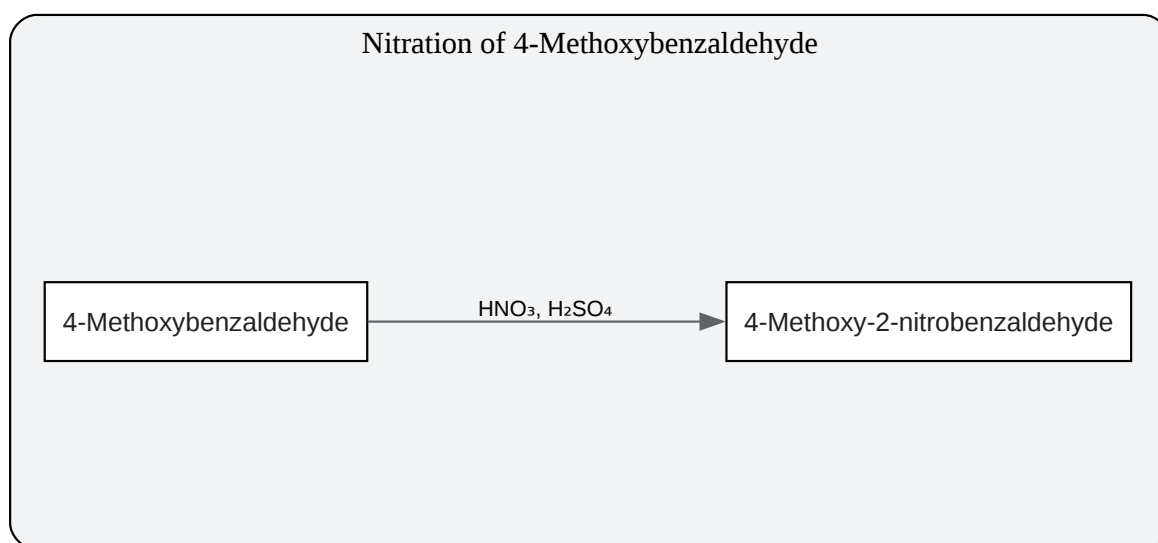 Nitration of 4-Methoxybenzaldehyde
4-Methoxybenzaldehyde
HNO₃, H₂SO₄
4-Methoxy-2-nitrobenzaldehyde